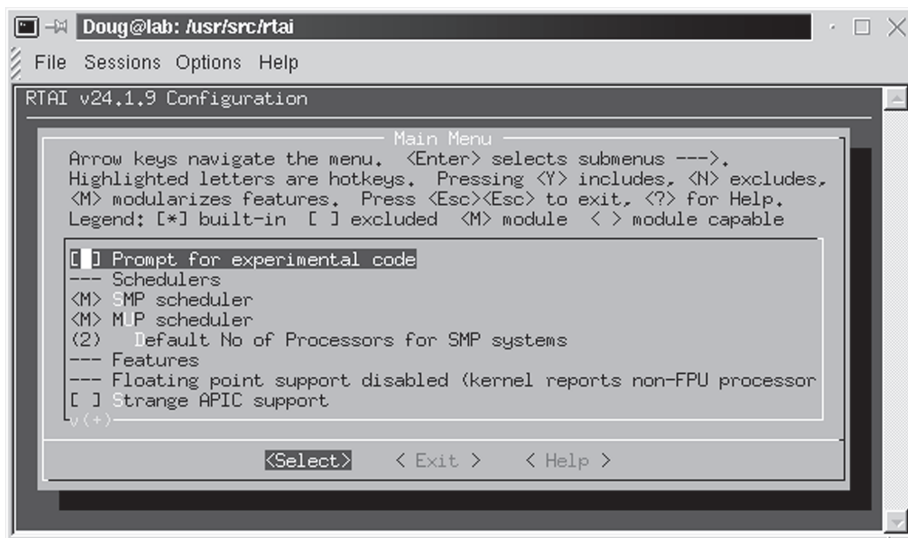 Doug@lab: /usr/src/rtai
File Sessions Options Help
RTAI v24.1.9 Configuration
Main Menu
Arrow keys navigate the menu. <Enter> selects submenus --->.
Highlighted letters are hotkeys. Pressing <Y> includes, <N> excludes,
<M> modularizes features. Press <Esc><Esc> to exit, <?> for Help.
Legend: [*] built-in [ ] excluded <M> module < > module capable
[ ] Prompt for experimental code
--- Schedulers
<M> SMP scheduler
<M> MUP scheduler
(2) Default No of Processors for SMP systems
--- Features
--- Floating point support disabled (kernel reports non-FPU processor
[ ] Strange APIC support
v(+)
<Select> < Exit > < Help >